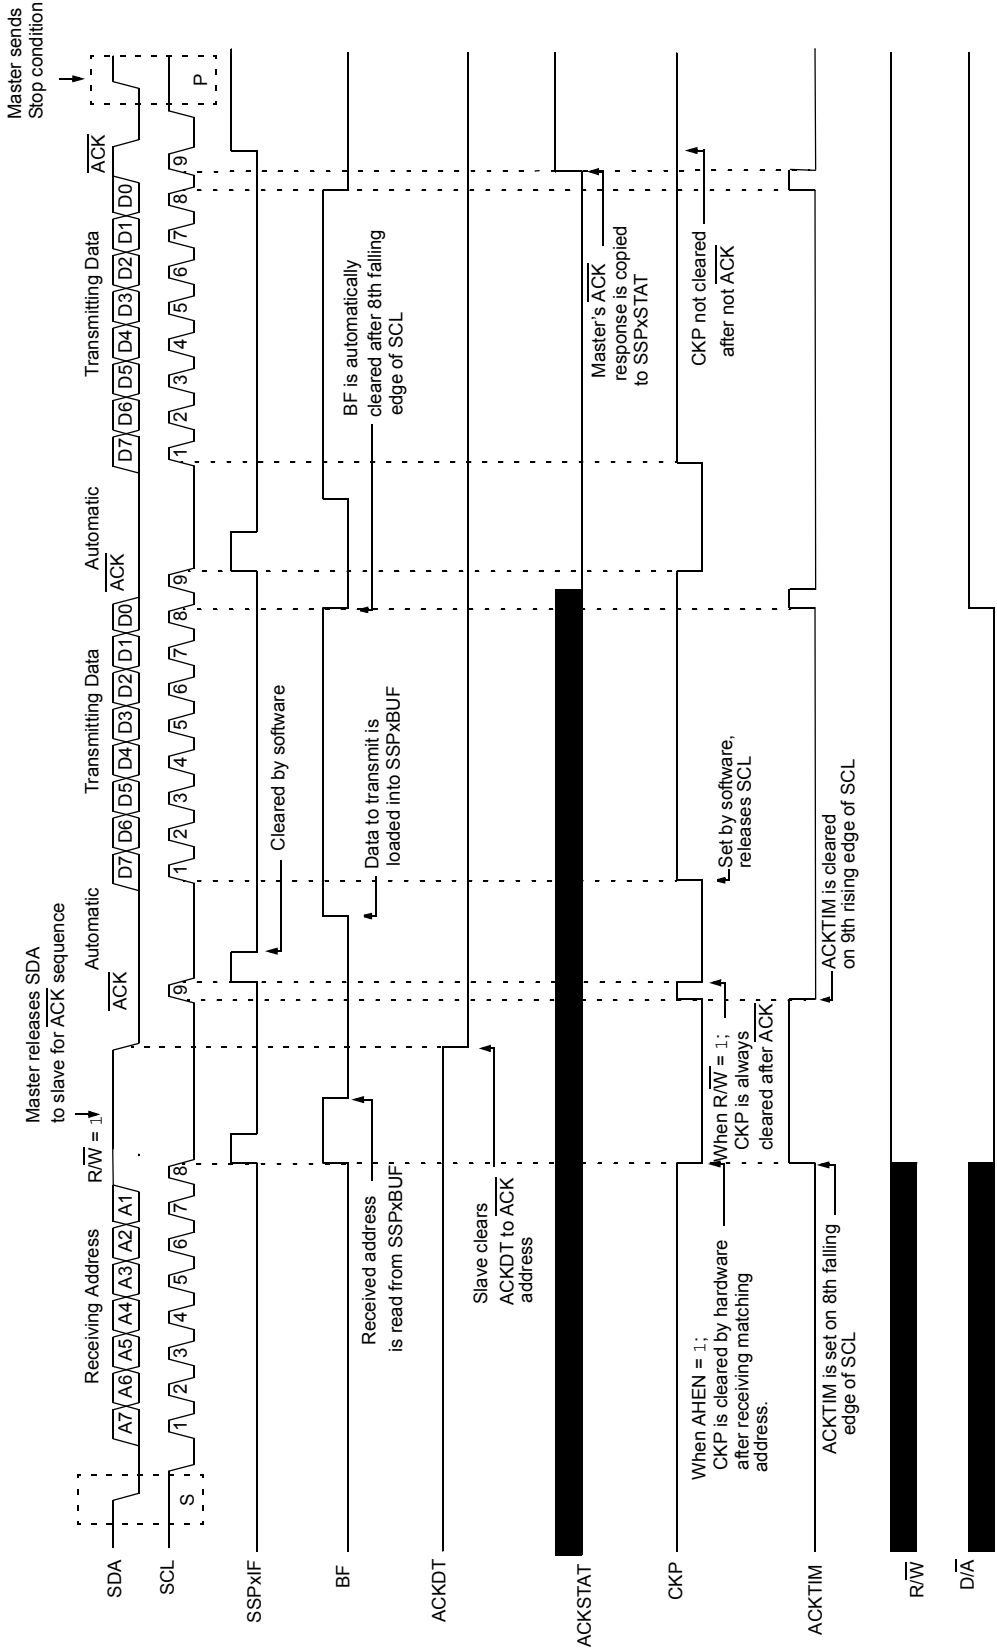 Master sends
Stop condition
Master releases SDA
to slave for ACK sequence
Receiving Address
R/W = 1
ACK
Automatic
Transmitting Data
ACK
Automatic
Transmitting Data
ACK
SDA
A7 A6 A5 A4 A3 A2 A1
D7 D6 D5 D4 D3 D2 D1 D0
D7 D6 D5 D4 D3 D2 D1 D0
SCL
S
1 2 3 4 5 6 7 8 9
1 2 3 4 5 6 7 8 9
1 2 3 4 5 6 7 8 9
P
SSPxIF
Cleared by software
BF
Received address
is read from SSPxBUF
Data to transmit is
loaded into SSPxBUF
BF is automatically
cleared after 8th falling
edge of SCL
ACKDT
Slave clears
ACKDT to ACK
address
ACKSTAT
Master's ACK
response is copied
to SSPxSTAT
CKP
When AHEN = 1;
CKP is cleared by hardware
after receiving matching
address.
When R/W = 1;
CKP is always
cleared after ACK
Set by software,
releases SCL
CKP not cleared
after not ACK
ACKTIM
ACKTIM is set on 8th falling
edge of SCL
ACKTIM is cleared
on 9th rising edge of SCL
R/W
D/A